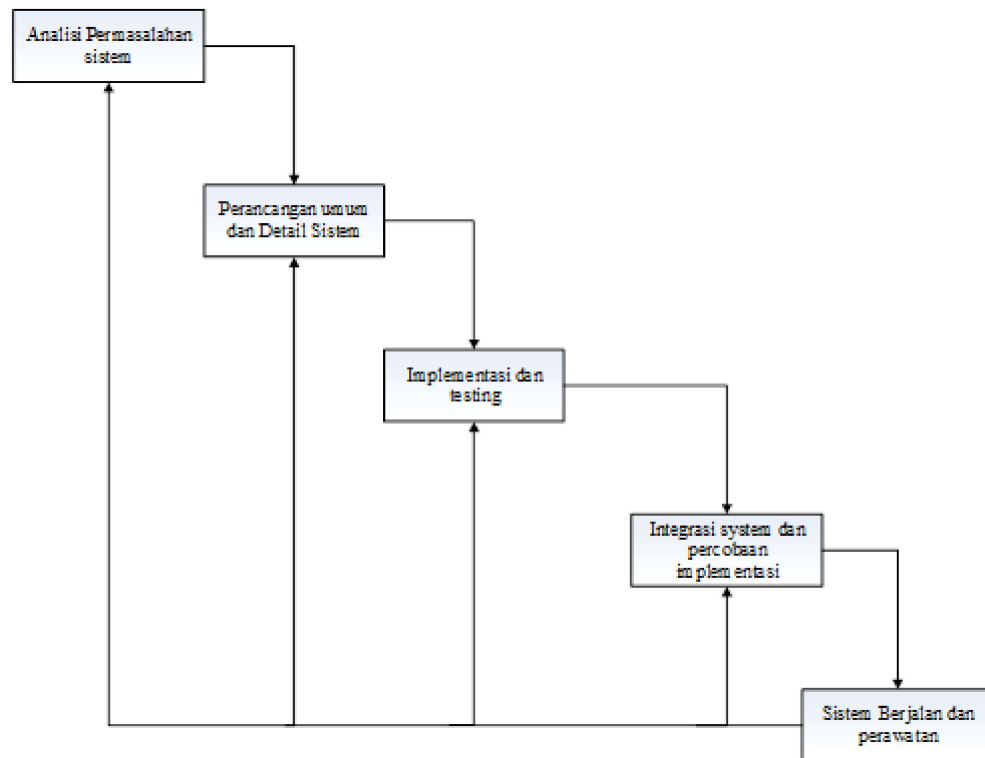 Analisi Permasalahan
sistem
Perancangan umum
dan Detail Sistem
Implementasi dan
testing
Integrasi system dan
percobaan
implementasi
Sistem Berjalan dan
perawatan